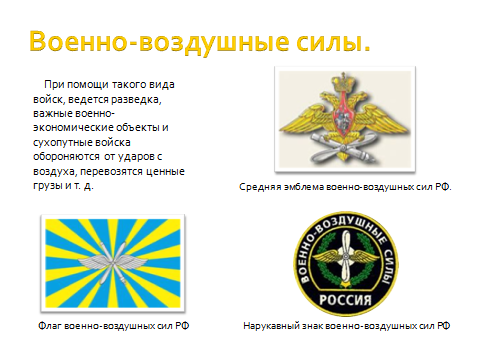 Военно-воздушные силы.
При помощи такого вида
войск, ведется разведка,
важные военно-
экономические объекты и
сухопутные войска
обороняются от ударов с
воздуха, перевозятся ценные
грузы и т. д.
Средняя эмблема военно-воздушных сил РФ.
Флаг военно-воздушных сил РФ
ВОЕННО-ВОЗДУШНЫЕ СИЛЫ
РОССИЯ
Нарукавный знак военно-воздушных сил РФ